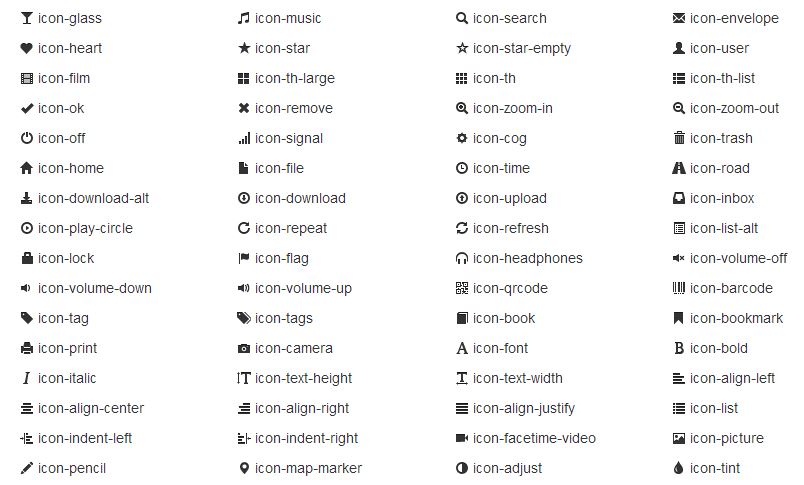 icon-glass icon-music icon-search icon-envelope
icon-heart icon-star icon-star-empty icon-user
icon-film icon-th-large icon-th icon-th-list
icon-ok icon-remove icon-zoom-in icon-zoom-out
icon-off icon-signal icon-cog icon-trash
icon-home icon-file icon-time icon-road
icon-download-alt icon-download icon-upload icon-inbox
icon-play-circle icon-repeat icon-refresh icon-list-alt
icon-lock icon-flag icon-headphones icon-volume-off
icon-volume-down icon-volume-up icon-qrcode icon-barcode
icon-tag icon-tags icon-book icon-bookmark
icon-print icon-camera icon-font icon-bold
icon-italic icon-text-height icon-text-width icon-align-left
icon-align-center icon-align-right icon-align-justify icon-list
icon-indent-left icon-indent-right icon-facetime-video icon-picture
icon-pencil icon-map-marker icon-adjust icon-tint